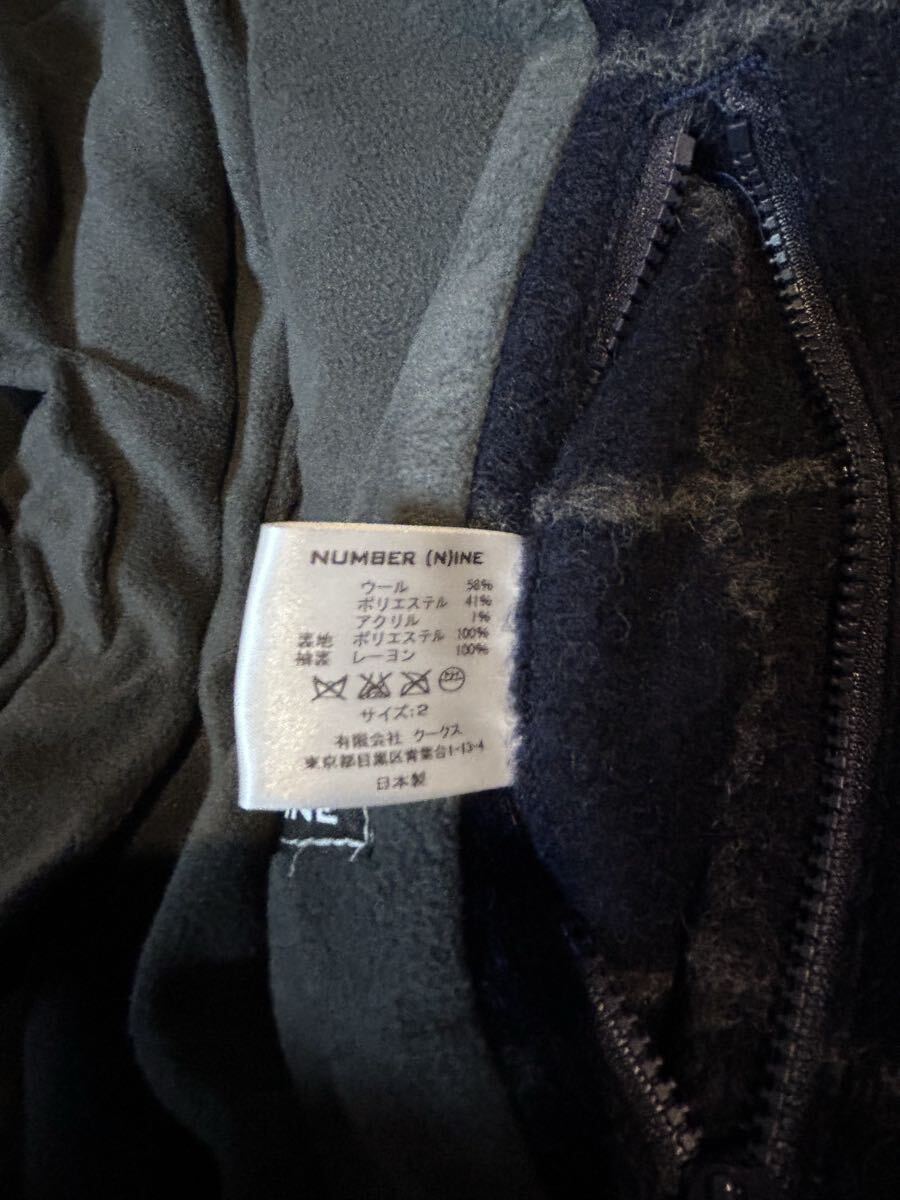 NUMBER (N)INE
ウール 58%
ポリエステル 41%
アクリル 1%
裏地 ポリエステル 100%
袖裏 レーヨン 100%
サイズ:2
有限会社 クークス
東京都目黒区青葉台1-13-4
日本製
INE